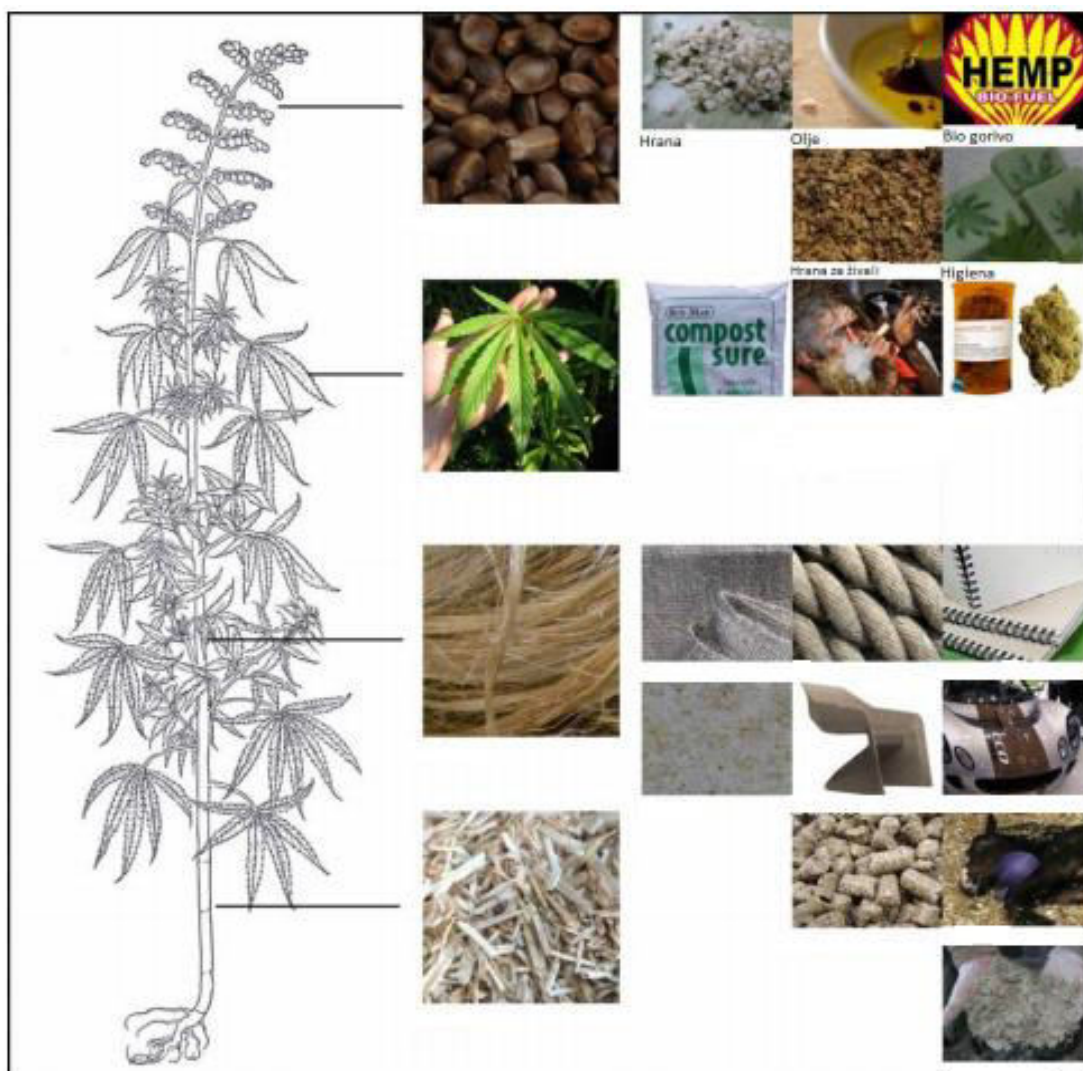 HEMP
BIO FUEL
Hrana
Olje
Bio gorivo
Hrana za živali
Higiena
compost
sure